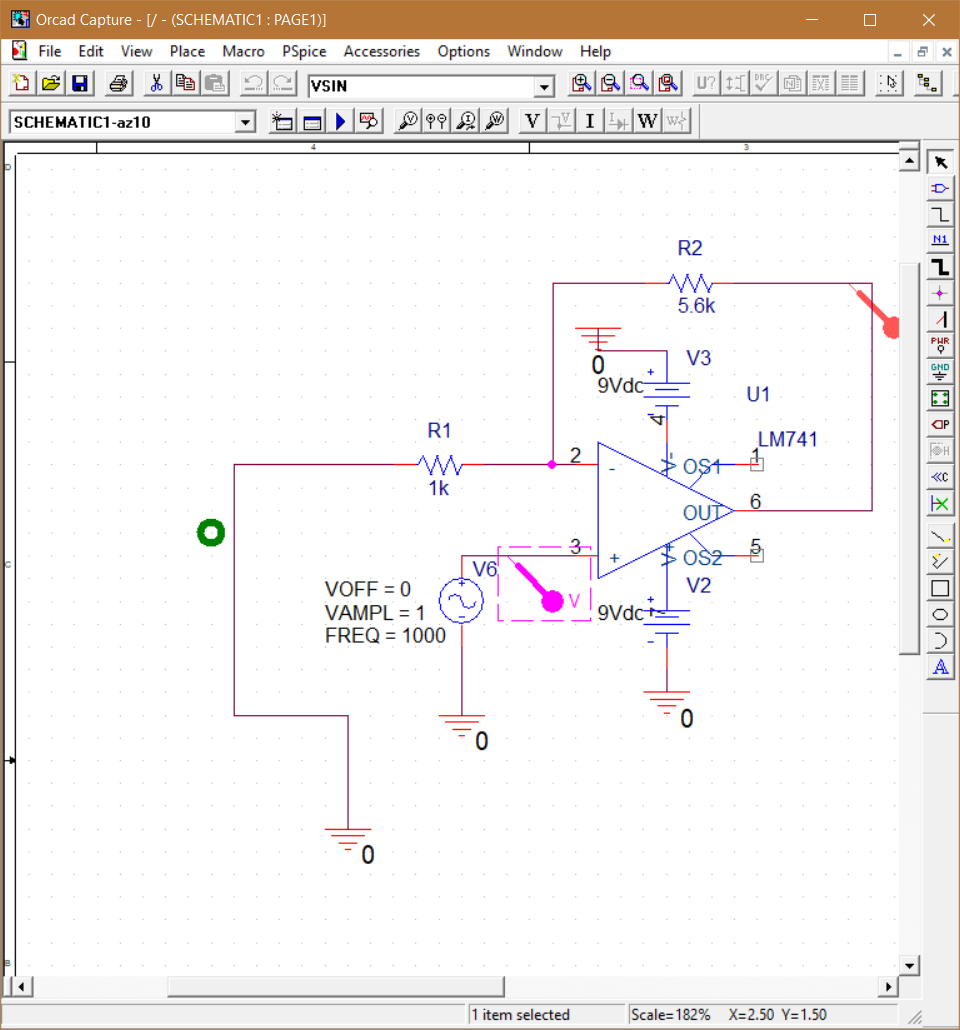 Orcad Capture - [/ - (SCHEMATIC1 : PAGE1)]
File Edit View Place Macro PSpice Accessories Options Window Help
VSIN
U?
DRC
SCHEMATIC1-az10
V V I I W W
4 3
D
C
B
R2
5.6k
0
V3
+
9Vdc
-
4
U1
LM741
R1
1k
2
-
V-
OS1
1
OUT
6
3
+
V+
OS2
5
V6
+
-
V
VOFF = 0
VAMPL = 1
FREQ = 1000
V2
+
9Vdc
7
-
0
0
0
N1
PWR
GND
P
H
C
A
1 item selected
Scale=182% X=2.50 Y=1.50